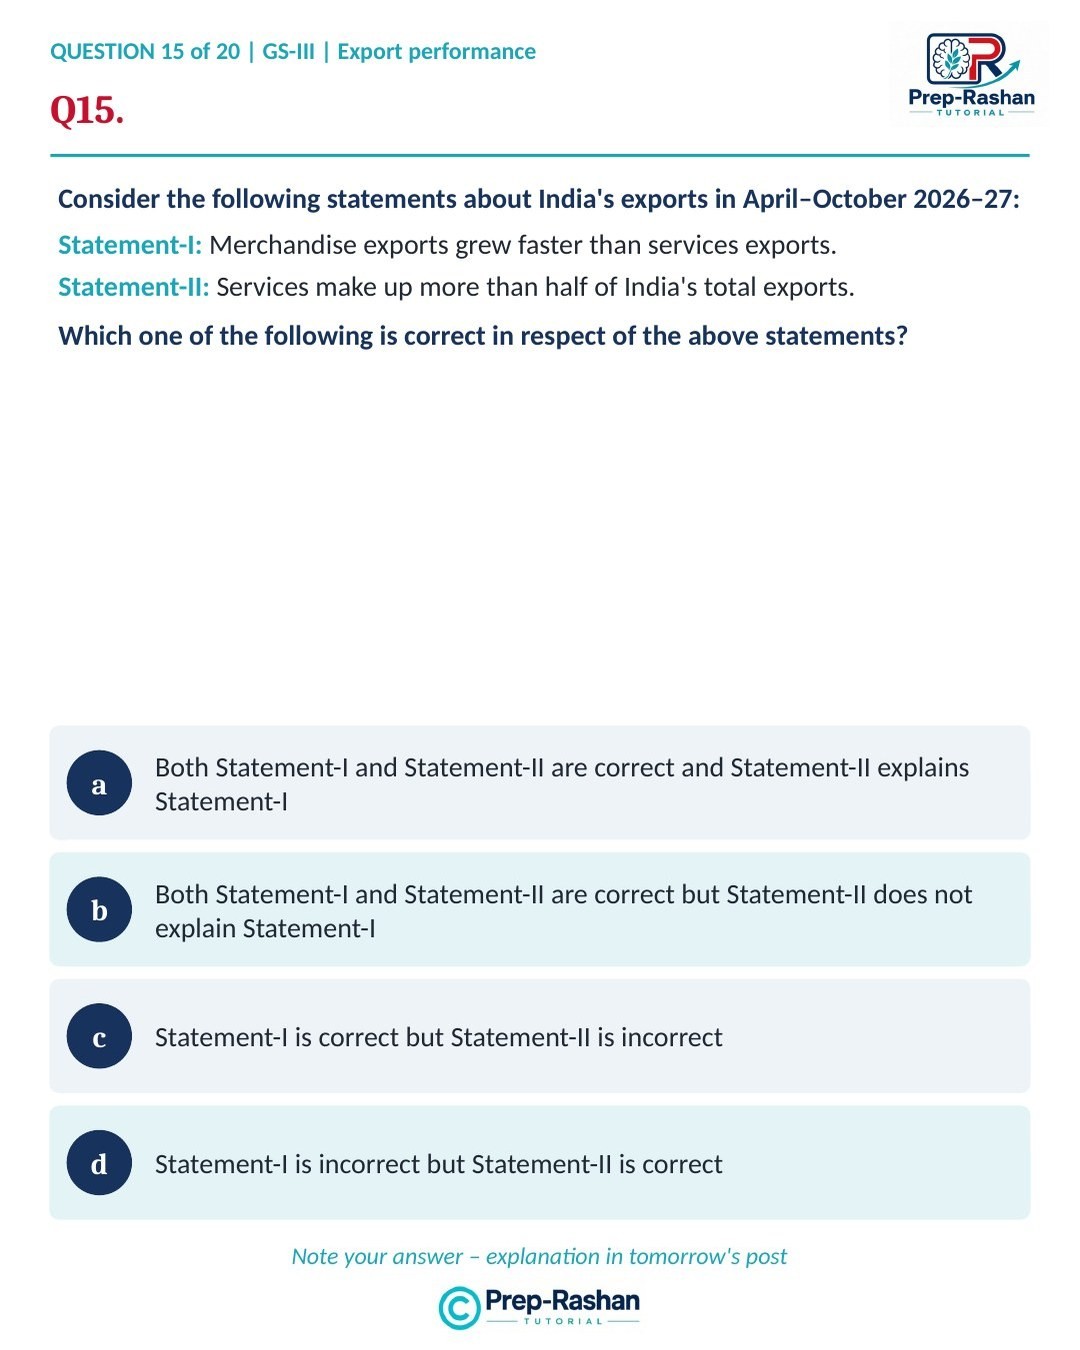 QUESTION 15 of 20 | GS-III | Export performance
Prep-Rashan
TUTORIAL
Q15.
Consider the following statements about India's exports in April–October 2026–27:
Statement-I: Merchandise exports grew faster than services exports.
Statement-II: Services make up more than half of India's total exports.
Which one of the following is correct in respect of the above statements?
a
Both Statement-I and Statement-II are correct and Statement-II explains
Statement-I
b
Both Statement-I and Statement-II are correct but Statement-II does not
explain Statement-I
c
Statement-I is correct but Statement-II is incorrect
d
Statement-I is incorrect but Statement-II is correct
Note your answer – explanation in tomorrow's post
© Prep-Rashan
TUTORIAL